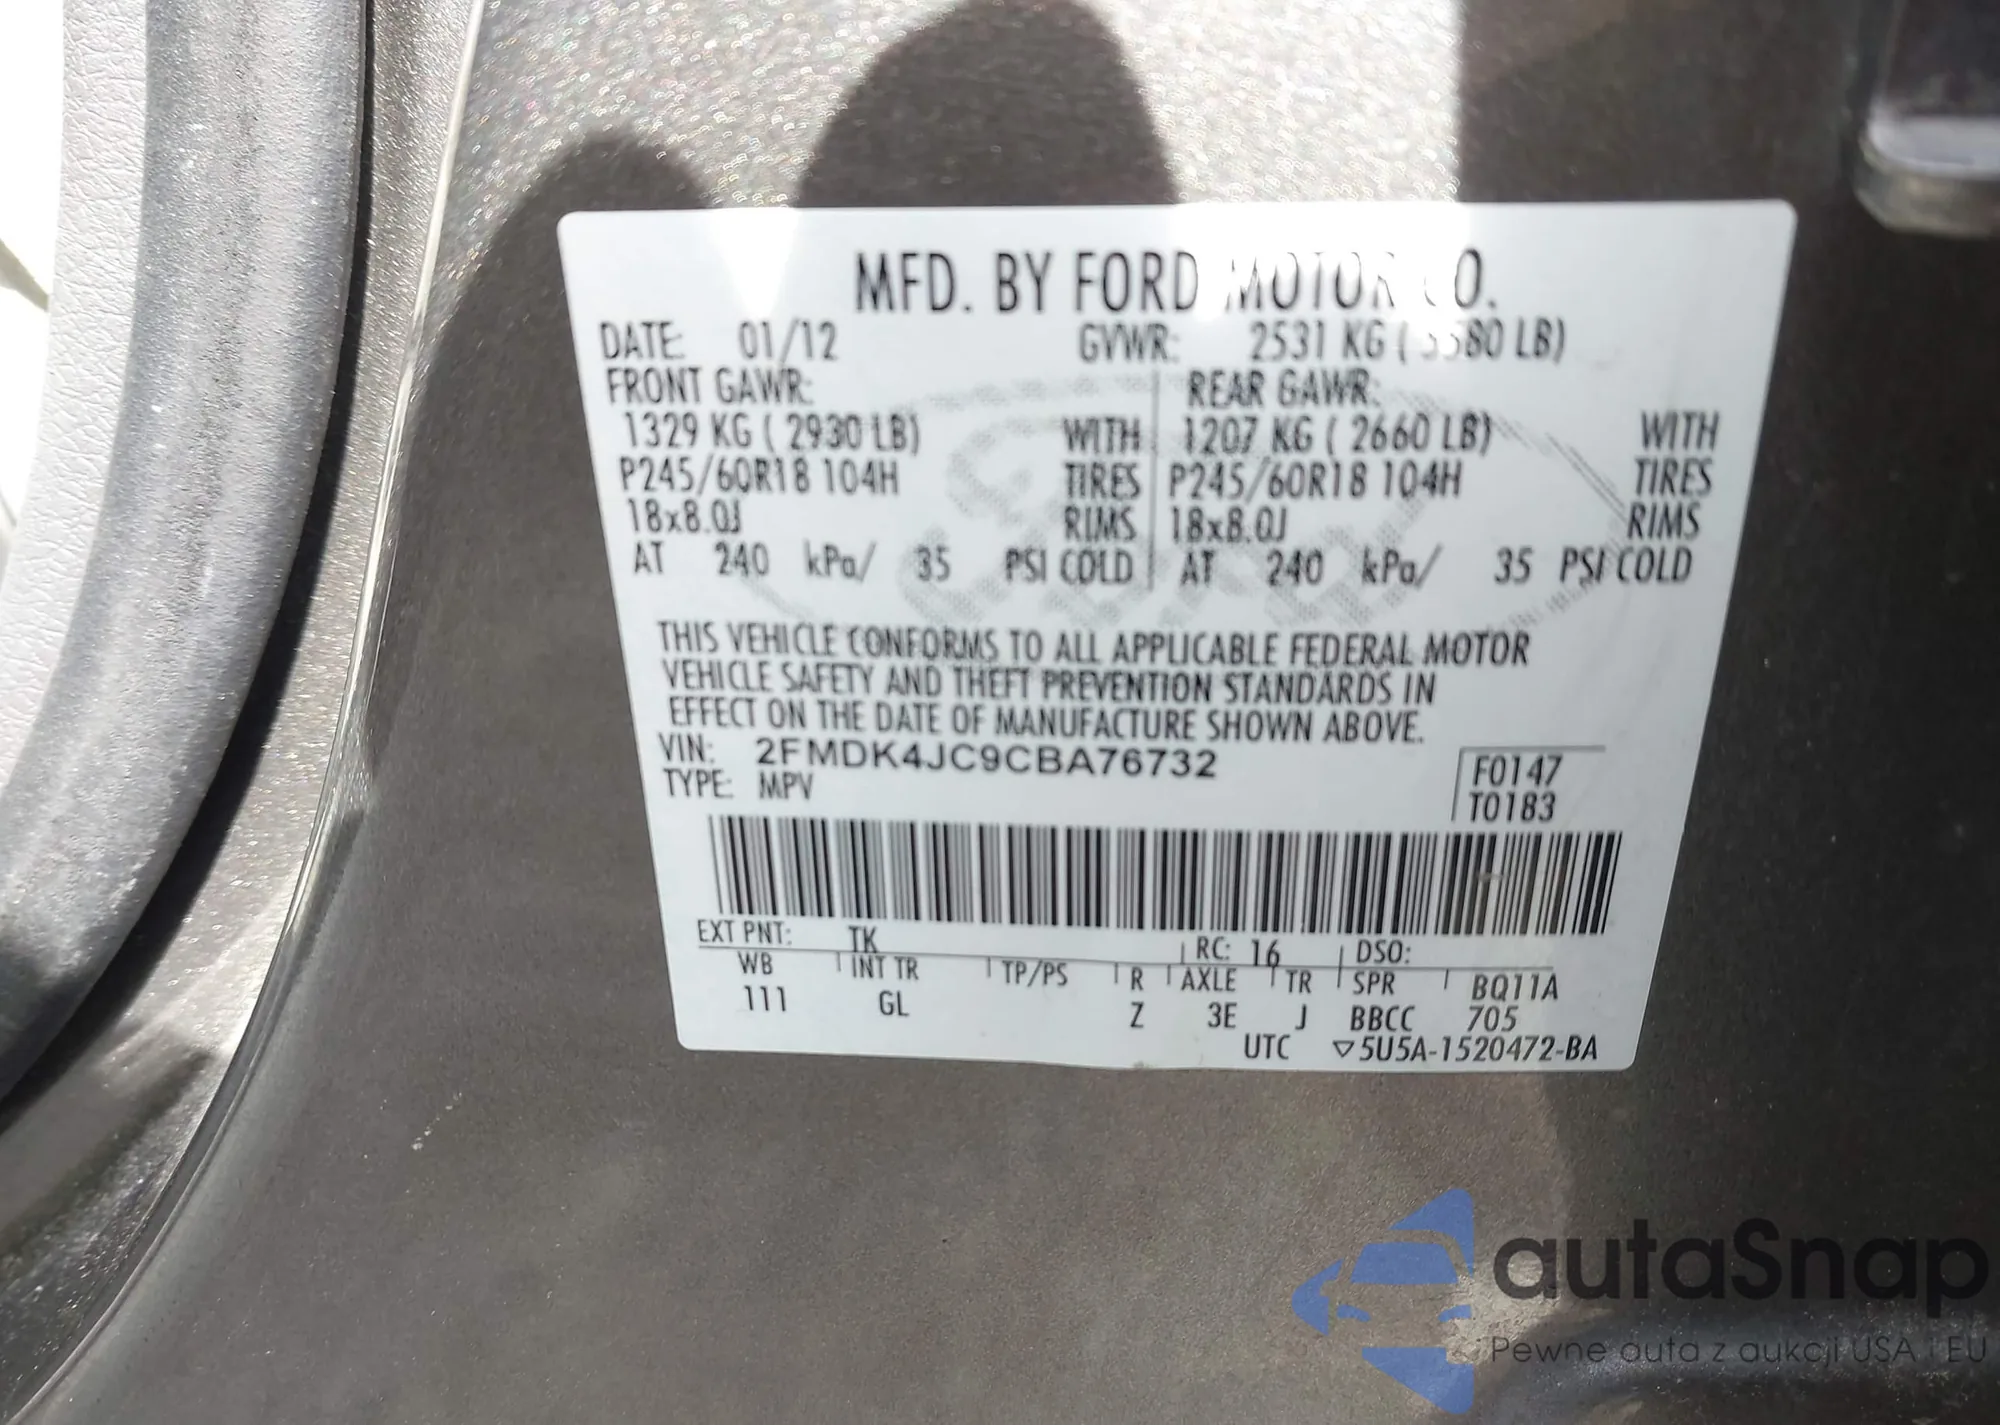 MFD. BY FORD MOTOR CO.
DATE: 01/12 GVWR: 2531 KG ( 5580 LB)
FRONT GAWR: REAR GAWR:
1329 KG ( 2930 LB) WITH 1207 KG ( 2660 LB) WITH
P245/60R18 104H TIRES P245/60R18 104H TIRES
18x8.0J RIMS 18x8.0J RIMS
AT 240 kPa/ 35 PSI COLD AT 240 kPa/ 35 PSI COLD
THIS VEHICLE CONFORMS TO ALL APPLICABLE FEDERAL MOTOR
VEHICLE SAFETY AND THEFT PREVENTION STANDARDS IN
EFFECT ON THE DATE OF MANUFACTURE SHOWN ABOVE.
VIN: 2FMDK4JC9CBA76732
TYPE: MPV
F0147
T0183
EXT PNT: TK RC: 16 DSO:
WB INT TR TP/PS R AXLE TR SPR BQ11A
111 GL Z 3E J BBCC 705
UTC ▽5U5A-1520472-BA
autaSnap
Pewne auta z aukcji USA i EU